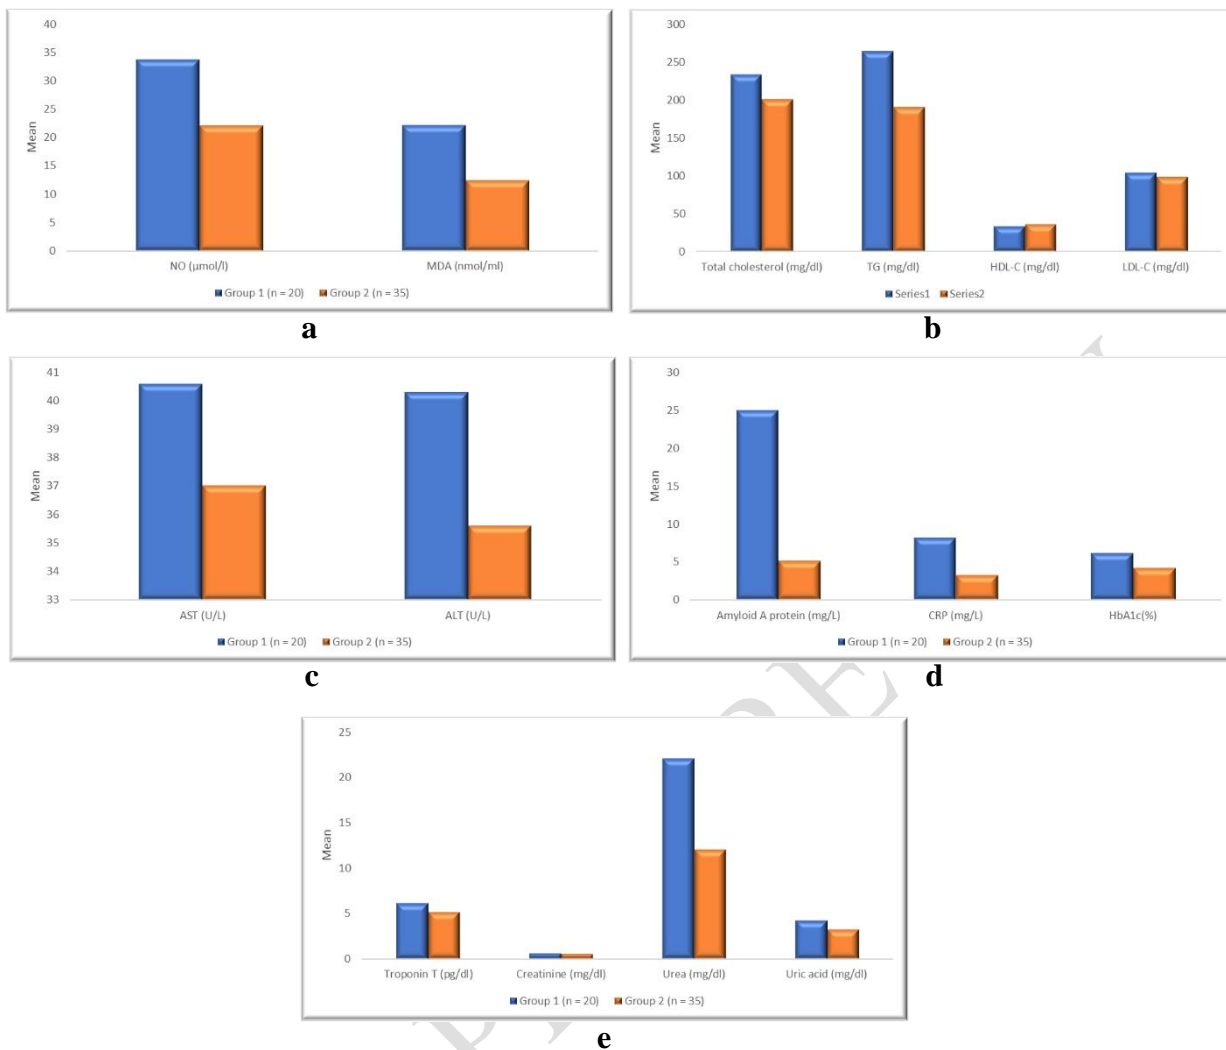 40
35
30
25
20
15
10
5
0
Mean
NO (µmol/l) MDA (nmol/ml)
Group 1 (n = 20) Group 2 (n = 35)
a
300
250
200
150
100
50
0
Mean
Total cholesterol (mg/dl) TG (mg/dl) HDL-C (mg/dl) LDL-C (mg/dl)
Series1 Series2
b
41
40
39
38
37
36
35
34
33
Mean
AST (U/L) ALT (U/L)
Group 1 (n = 20) Group 2 (n = 35)
c
30
25
20
15
10
5
0
Mean
Amyloid A protein (mg/L) CRP (mg/L) HbA1c(%)
Group 1 (n = 20) Group 2 (n = 35)
d
25
20
15
10
5
0
Mean
Troponin T (pg/dl) Creatinine (mg/dl) Urea (mg/dl) Uric acid (mg/dl)
Group 1 (n = 20) Group 2 (n = 35)
e